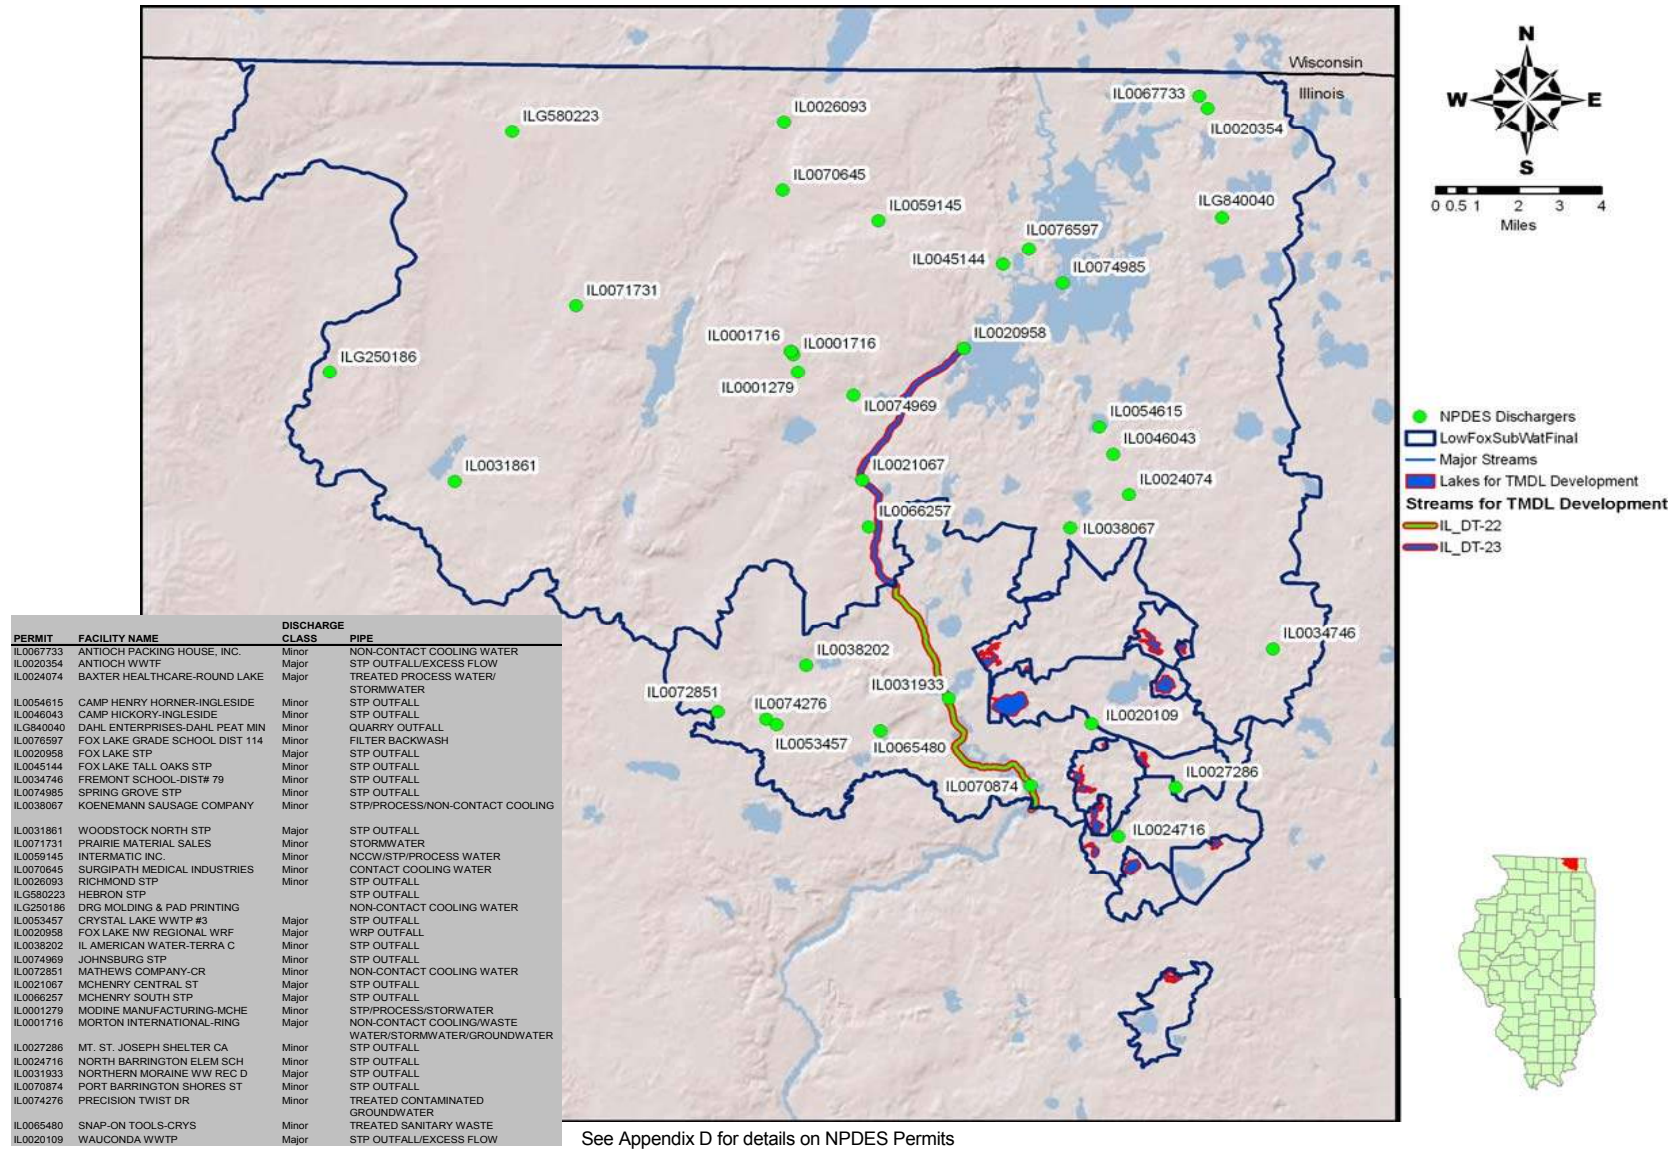 Wisconsin
Illinois
N
W
E
S
0 0.5 1 2 3 4
Miles
IL0067733
IL0026093
ILG580223
IL0020354
IL0070645
ILG840040
IL0059145
IL0076597
IL0045144
IL0074985
IL0071731
IL0001716
IL0001716
IL0020958
ILG250186
IL0001279
IL0074969
IL0054615
IL0046043
IL0031861
IL0021067
IL0024074
IL0066257
IL0038067
IL0034746
IL0038202
IL0072851
IL0031933
IL0074276
IL0020109
IL0053457
IL0065480
IL0027286
IL0070874
IL0024716
NPDES Dischargers
LowFoxSubWatFinal
Major Streams
Lakes for TMDL Development
Streams for TMDL Development
IL_DT-22
IL_DT-23
DISCHARGE
PERMIT FACILITY NAME CLASS PIPE
IL0067733 ANTIOCH PACKING HOUSE, INC. Minor NON-CONTACT COOLING WATER
IL0020354 ANTIOCH WWTF Major STP OUTFALL/EXCESS FLOW
IL0024074 BAXTER HEALTHCARE-ROUND LAKE Major TREATED PROCESS WATER/
STORMWATER
IL0054615 CAMP HENRY HORNER-INGLESIDE Minor STP OUTFALL
IL0046043 CAMP HICKORY-INGLESIDE Minor STP OUTFALL
ILG840040 DAHL ENTERPRISES-DAHL PEAT MIN Minor QUARRY OUTFALL
IL0076597 FOX LAKE GRADE SCHOOL DIST 114 Minor FILTER BACKWASH
IL0020958 FOX LAKE STP Major STP OUTFALL
IL0045144 FOX LAKE TALL OAKS STP Minor STP OUTFALL
IL0034746 FREMONT SCHOOL-DIST# 79 Minor STP OUTFALL
IL0074985 SPRING GROVE STP Minor STP OUTFALL
IL0038067 KOENEMANN SAUSAGE COMPANY Minor STP/PROCESS/NON-CONTACT COOLING
IL0031861 WOODSTOCK NORTH STP Major STP OUTFALL
IL0071731 PRAIRIE MATERIAL SALES Minor STORMWATER
IL0059145 INTERMATIC INC. Minor NCCW/STP/PROCESS WATER
IL0070645 SURGIPATH MEDICAL INDUSTRIES Minor CONTACT COOLING WATER
IL0026093 RICHMOND STP Minor STP OUTFALL
ILG580223 HEBRON STP STP OUTFALL
ILG250186 DRG MOLDING & PAD PRINTING NON-CONTACT COOLING WATER
IL0053457 CRYSTAL LAKE WWTP #3 Major STP OUTFALL
IL0020958 FOX LAKE NW REGIONAL WRF Major WRP OUTFALL
IL0038202 IL AMERICAN WATER-TERRA C Minor STP OUTFALL
IL0074969 JOHNSBURG STP Minor STP OUTFALL
IL0072851 MATHEWS COMPANY-CR Minor NON-CONTACT COOLING WATER
IL0021067 MCHENRY CENTRAL ST Major STP OUTFALL
IL0066257 MCHENRY SOUTH STP Major STP OUTFALL
IL0001279 MODINE MANUFACTURING-MCHE Minor STP/PROCESS/STORWATER
IL0001716 MORTON INTERNATIONAL-RING Major NON-CONTACT COOLING/WASTE
WATER/STORMWATER/GROUNDWATER
IL0027286 MT. ST. JOSEPH SHELTER CA Minor STP OUTFALL
IL0024716 NORTH BARRINGTON ELEM SCH Minor STP OUTFALL
IL0031933 NORTHERN MORAINE WW REC D Major STP OUTFALL
IL0070874 PORT BARRINGTON SHORES ST Minor STP OUTFALL
IL0074276 PRECISION TWIST DR Minor TREATED CONTAMINATED
GROUNDWATER
IL0065480 SNAP-ON TOOLS-CRYS Minor TREATED SANITARY WASTE
IL0020109 WAUCONDA WWTP Major STP OUTFALL/EXCESS FLOW
See Appendix D for details on NPDES Permits